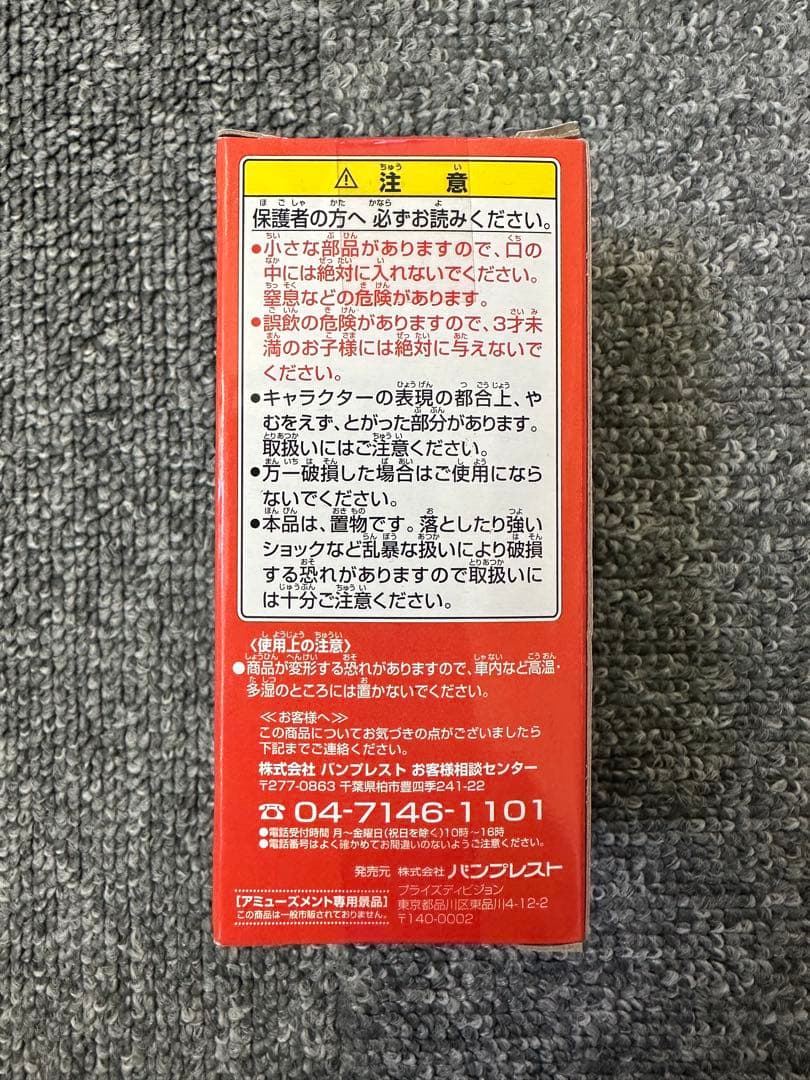 ⚠ 注意
保護者の方へ 必ずお読みください。
●小さな部品がありますので、口の
中には絶対に入れないでください。
窒息などの危険があります。
●誤飲の危険がありますので、3才未
満のお子様には絶対に与えないで
ください。
●キャラクターの表現の都合上、や
むをえず、とがった部分があります。
取扱いにはご注意ください。
●万一破損した場合はご使用になら
ないでください。
●本品は、置物です。落としたり強い
ショックなど乱暴な扱いにより破損
する恐れがありますので取扱いに
は十分ご注意ください。
〈使用上の注意〉
●商品が変形する恐れがありますので、車内など高温・
多湿のところには置かないでください。
≪お客様へ≫
この商品についてお気づきの点がございましたら
下記までご連絡ください。
株式会社 バンプレスト お客様相談センター
〒277-0863 千葉県柏市豊四季241-22
☎ 04-7146-1101
●電話受付時間 月〜金曜日(祝日を除く)10時〜16時
●電話番号はよく確かめてお間違いのないようご注意ください。
発売元 株式会社 バンプレスト
プライズディビジョン
東京都品川区東品川4-12-2
〒140-0002
[アミューズメント専用景品]
この商品は一般市販されておりません。